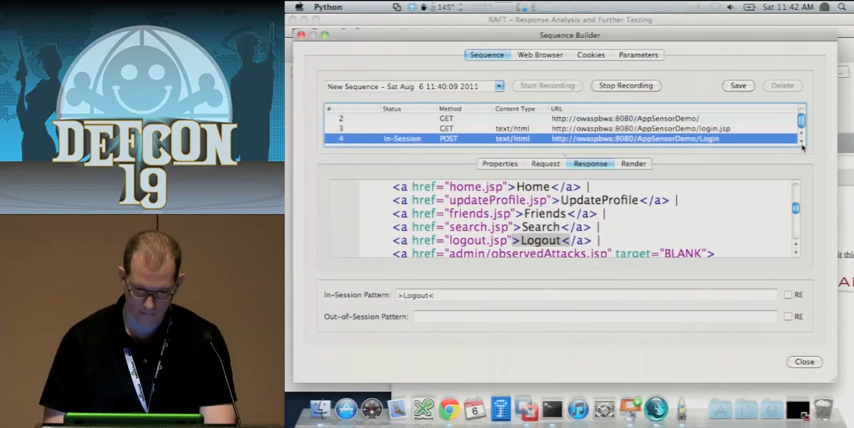 DEFCON
19
Python
145°
Sat 11:42 AM
RAFT - Response Analysis and Further Testing
Sequence Builder
Sequence
Web Browser
Cookies
Parameters
New Sequence - Sat Aug 6 11:40:09 2011
Start Recording
Stop Recording
Save
Delete
# Status Method Content Type URL
2 GET http://owaspbwa:8080/AppSensorDemo/
3 GET text/html http://owaspbwa:8080/AppSensorDemo/login.jsp
4 In-Session POST text/html http://owaspbwa:8080/AppSensorDemo/Login
Properties
Request
Response
Render
<a href="home.jsp">Home</a> |
<a href="updateProfile.jsp">UpdateProfile</a> |
<a href="friends.jsp">Friends</a> |
<a href="search.jsp">Search</a> |
<a href="logout.jsp">Logout</a> |
<a href="admin/observedAttacks.jsp" target="BLANK">
In-Session Pattern: >Logout<
RE
Out-of-Session Pattern:
RE
Close
it this
6